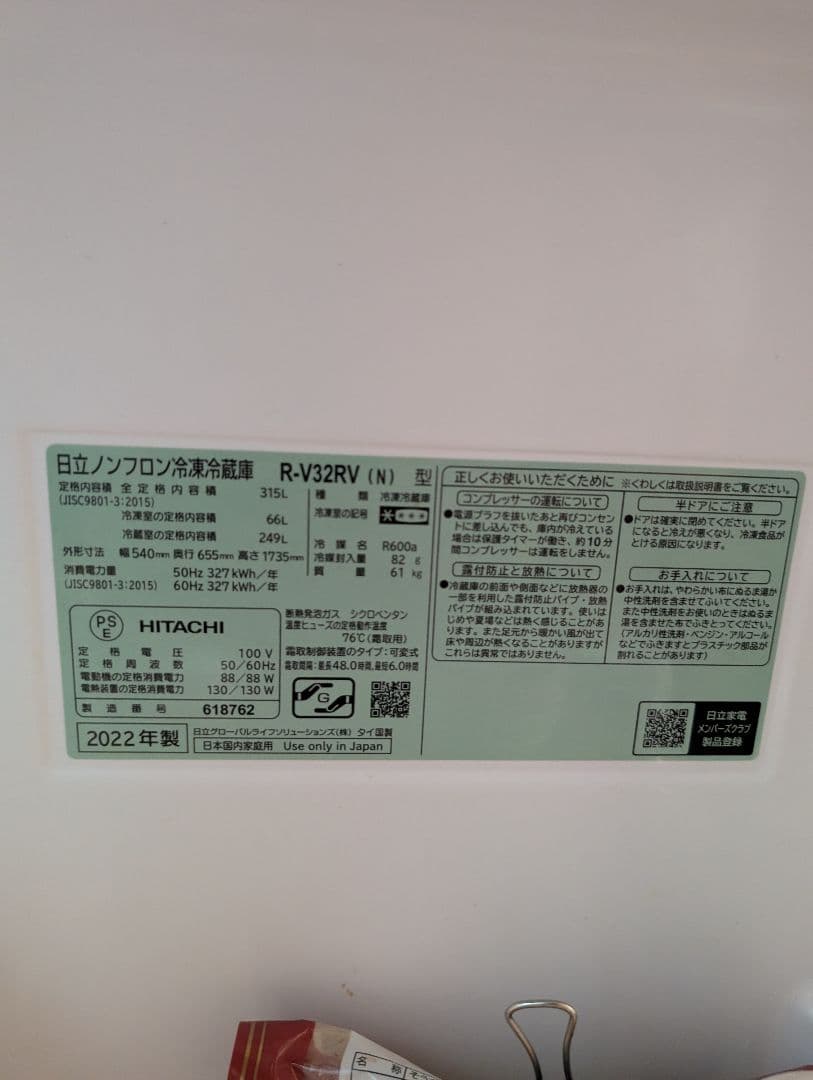 日立ノンフロン冷凍冷蔵庫 R-V32RV (N) 型
定格内容積 全定格内容積 315L
(JISC9801-3:2015)
冷凍室の定格内容積 66L
冷蔵室の定格内容積 249L
外形寸法 幅540mm 奥行655mm 高さ1735mm
消費電力量 50Hz 327kWh/年
(JISC9801-3:2015) 60Hz 327kWh/年
種類 冷凍冷蔵庫
冷凍室の記号
冷媒名 R600a
冷媒封入量 82 g
質量 61 kg
PS
E
HITACHI
定格電圧 100 V
定格周波数 50/60Hz
電動機の定格消費電力 88/88 W
電熱装置の定格消費電力 130/130 W
製造番号 618762
断熱発泡ガス シクロペンタン
温度ヒューズの定格動作温度
76℃(霜取用)
霜取制御装置のタイプ:可変式
霜取間隔:最長48.0時間,最短6.0時間
G
2022年製
日立グローバルライフソリューションズ(株) タイ国製
日本国内家庭用 Use only in Japan
正しくお使いいただくために ※くわしくは取扱説明書をご覧ください。
コンプレッサーの運転について
●電源プラグを抜いたあと再びコンセン
トに差し込んでも、庫内が冷えている
場合は保護タイマーが働き、約10分
間コンプレッサーは運転をしません。
露付防止と放熱について
●冷蔵庫の前面や側面などに放熱器の
一部を利用した露付防止パイプ・放熱
パイプが組み込まれています。使いは
じめや夏場などは熱く感じることがあ
ります。また足元から暖かい風が出て
床や周辺が熱くなることがありますが
これらは異常ではありません。
半ドアにご注意
●ドアは確実に閉めてください。半ドア
になると冷えが悪くなり、冷凍食品が
とける原因になります。
お手入れについて
●お手入れは、やわらかい布にぬるま湯か
中性洗剤を含ませてふいてください。
また中性洗剤をお使いのときはぬるま
湯を含ませた布でふきとってください。
(アルカリ性洗剤・ベンジン・アルコール
などでふきますとプラスチック部品が
割れることがあります)
日立家電
メンバーズクラブ
製品登録
名 称